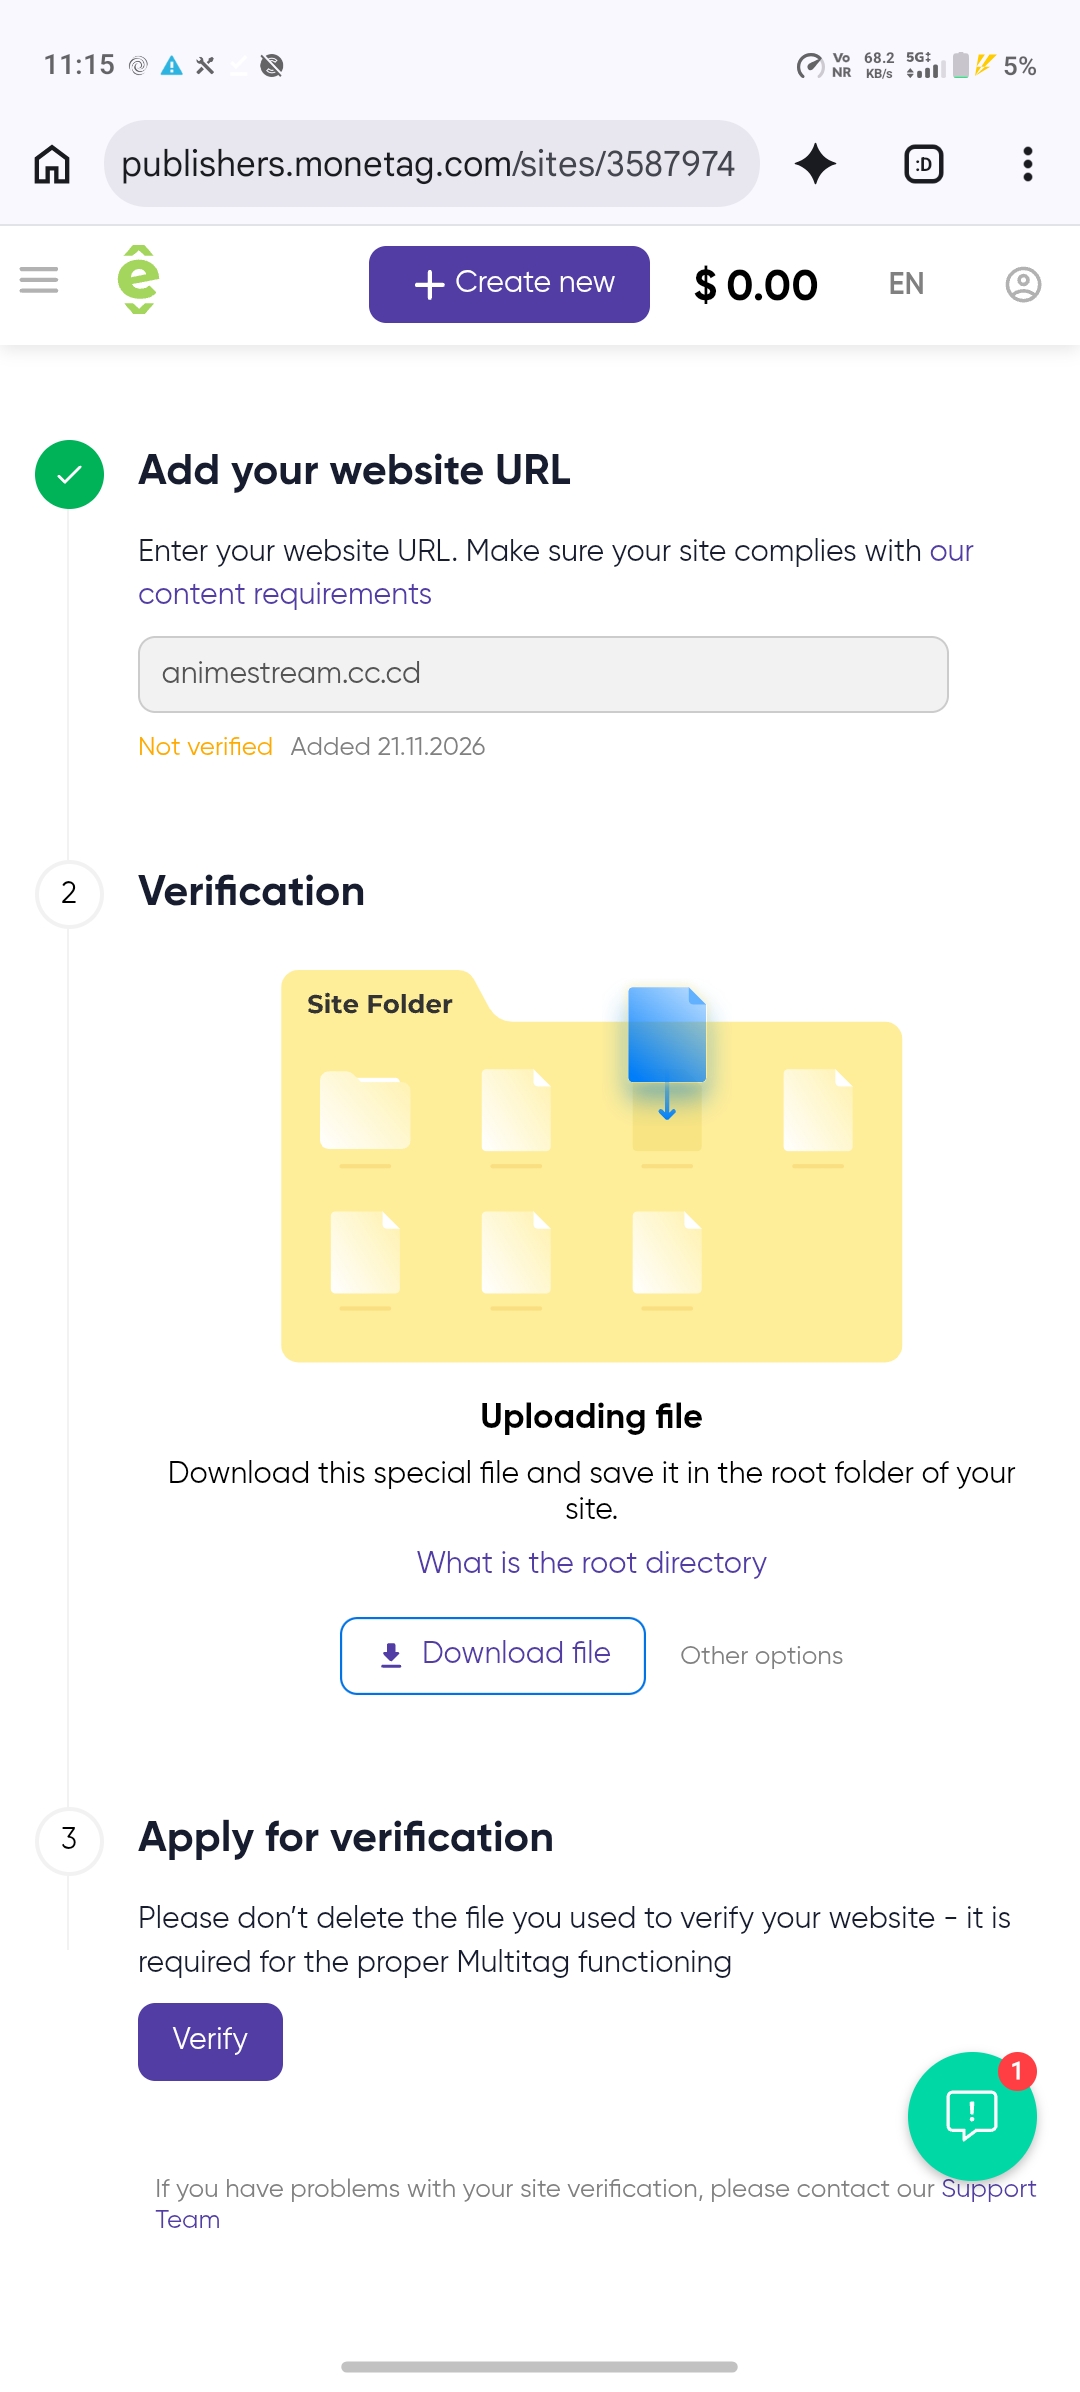 11:15
Vo NR 68.2 KB/s 5G 5%
publishers.monetag.com/sites/3587974
:D
ê
Create new
$ 0.00
EN
Add your website URL
Enter your website URL. Make sure your site complies with our
content requirements
animestream.cc.cd
Not verified Added 21.11.2026
2
Verification
Site Folder
Uploading file
Download this special file and save it in the root folder of your
site.
What is the root directory
Download file
Other options
3
Apply for verification
Please don’t delete the file you used to verify your website - it is
required for the proper Multitag functioning
Verify
1
If you have problems with your site verification, please contact our Support
Team